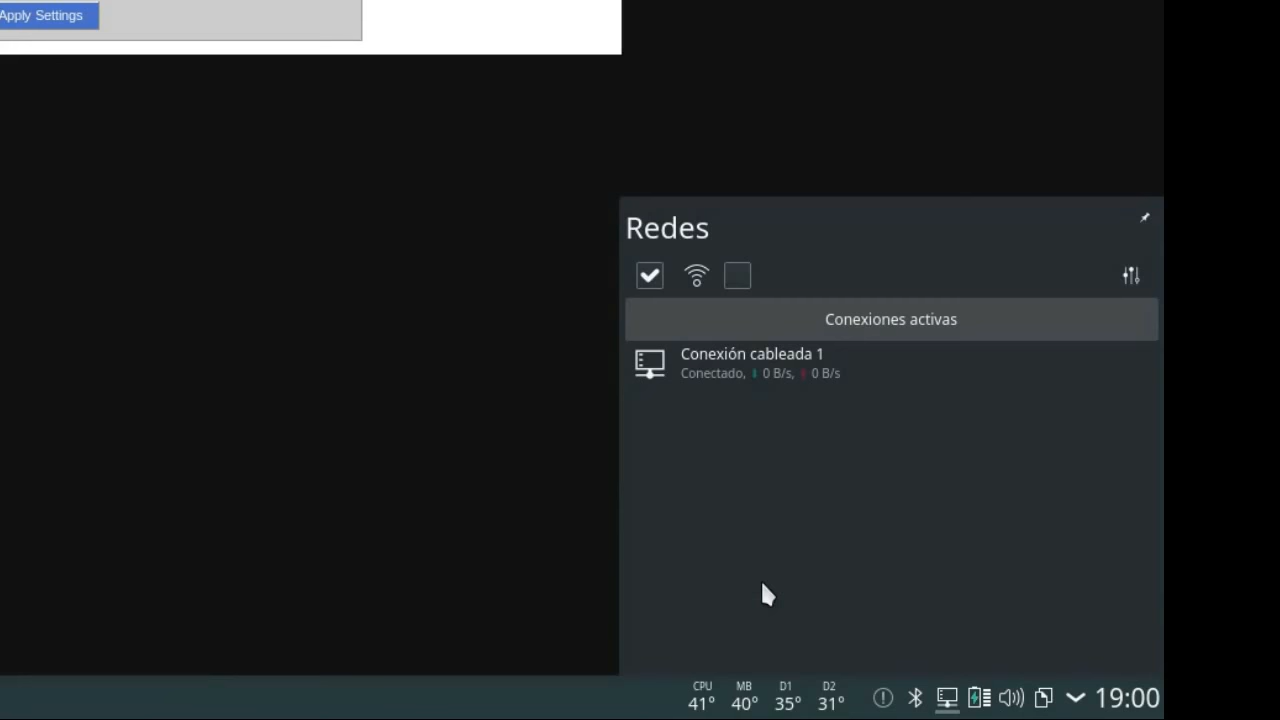 Apply Settings
Redes
Conexiones activas
Conexión cableada 1
Conectado, 0 B/s, 0 B/s
CPU MB D1 D2
41° 40° 35° 31° 19:00